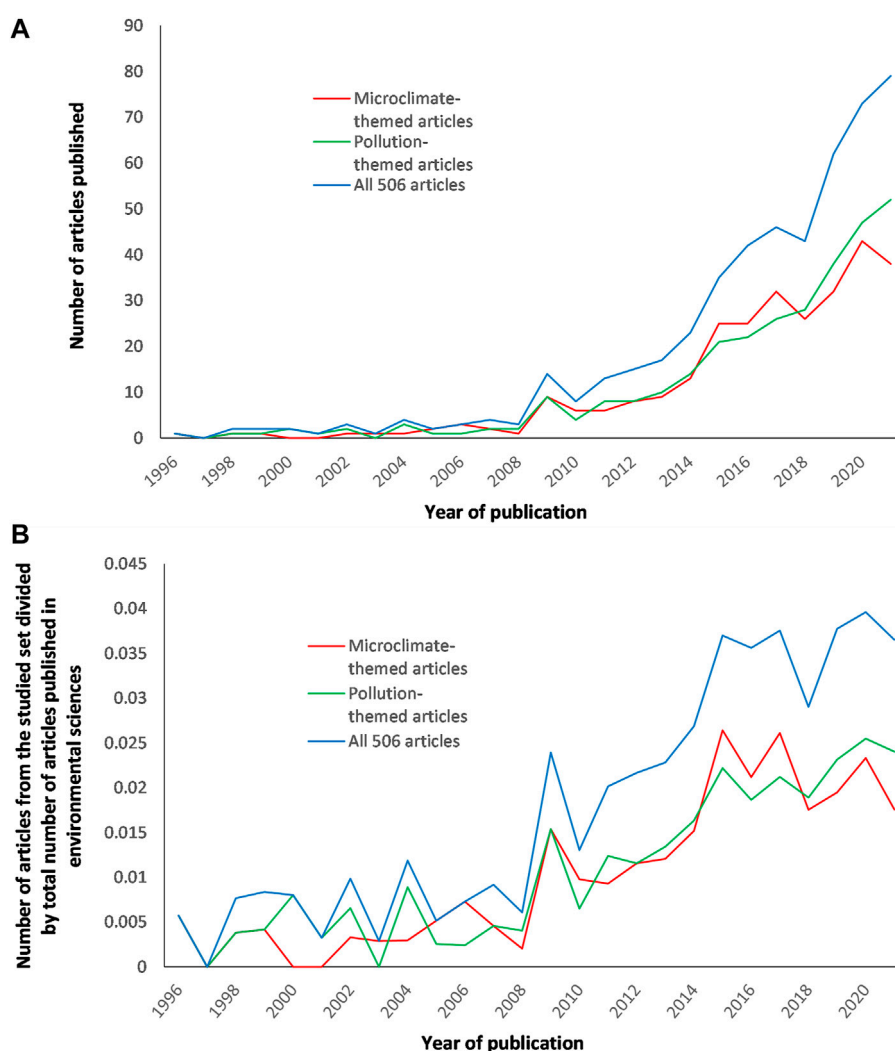 A
Number of articles published
90
80
70
60
50
40
30
20
10
0
Microclimate-
themed articles
Pollution-
themed articles
All 506 articles
1996
1998
2000
2002
2004
2006
2008
2010
2012
2014
2016
2018
2020
Year of publication
B
Number of articles from the studied set divided
by total number of articles published in
environmental sciences
0.045
0.04
0.035
0.03
0.025
0.02
0.015
0.01
0.005
0
Microclimate-
themed articles
Pollution-
themed articles
All 506 articles
1996
1998
2000
2002
2004
2006
2008
2010
2012
2014
2016
2018
2020
Year of publication